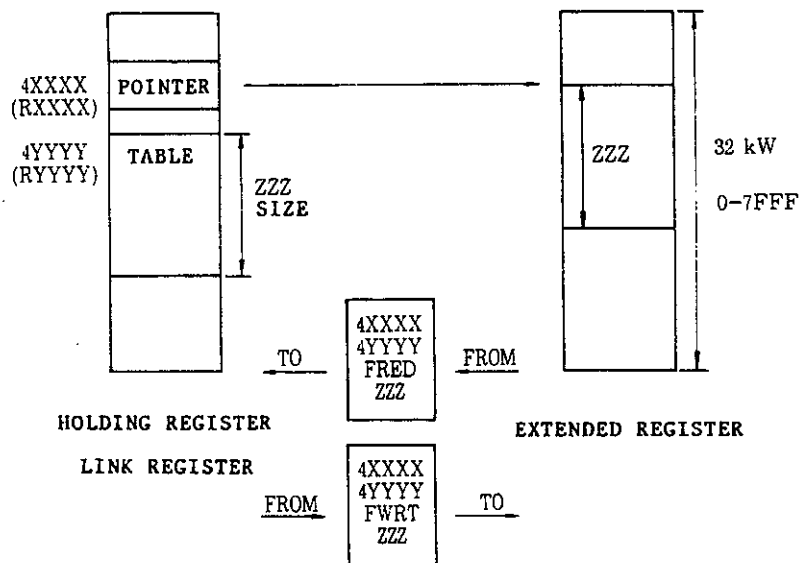 4XXXX
(RXXXX)
POINTER
4YYYY
(RYYYY)
TABLE
ZZZ
SIZE
ZZZ
32 kW
0-7FFF
4XXXX
4YYYY
FRED
ZZZ
TO
FROM
HOLDING REGISTER
LINK REGISTER
EXTENDED REGISTER
4XXXX
4YYYY
FWRT
ZZZ
FROM
TO